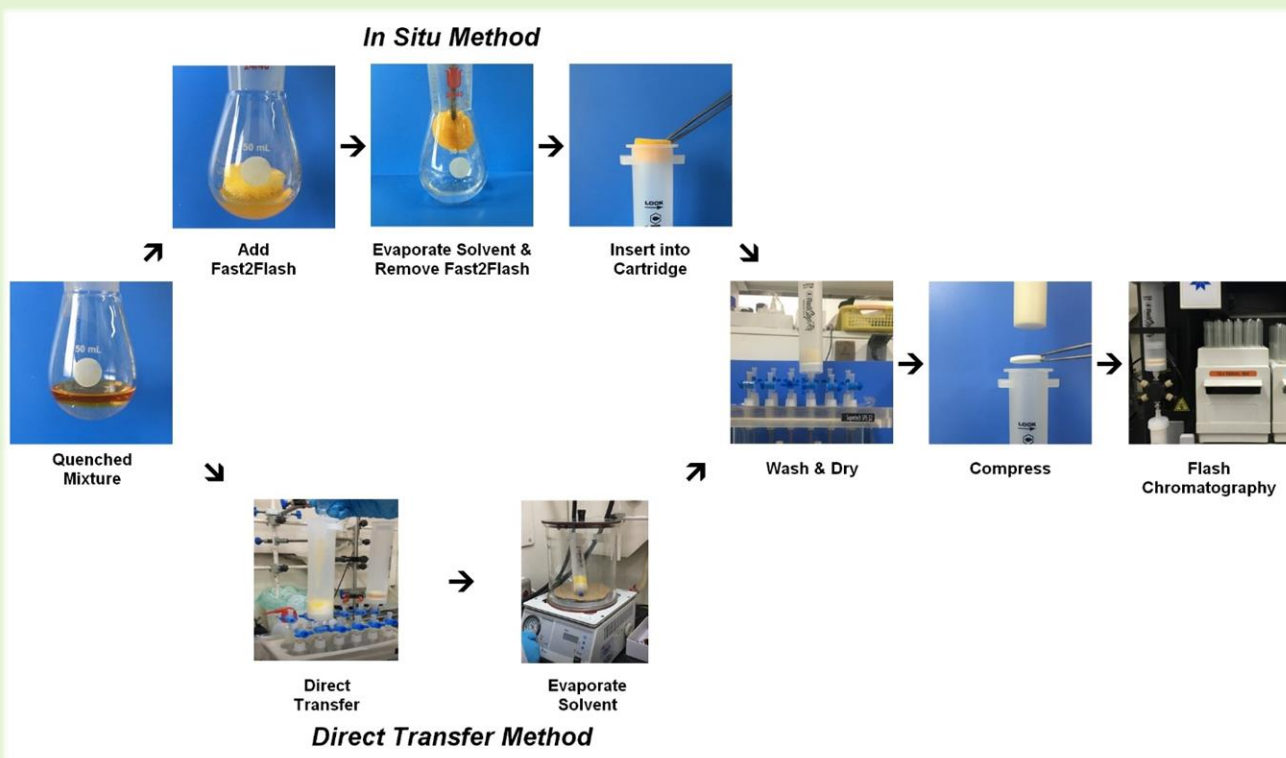 In Situ Method
50 mL
Add
Fast2Flash
Evaporate Solvent &
Remove Fast2Flash
LOCK
Insert into
Cartridge
50 mL
Quenched
Mixture
Wash & Dry
LOCK
Compress
Flash
Chromatography
Direct
Transfer
Evaporate
Solvent
Direct Transfer Method